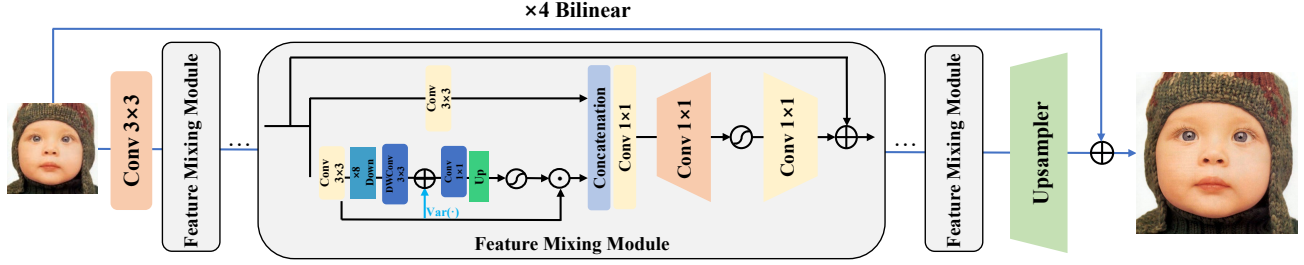 ×4 Bilinear
Conv 3×3
Feature Mixing Module
...
Conv
3×3
Conv
3×3
×8
Down
DWConv
3×3
Conv
1×1
Up
Var(·)
Concatenation
Conv 1×1
Conv 1×1
Conv 1×1
Feature Mixing Module
...
Feature Mixing Module
Upsampler